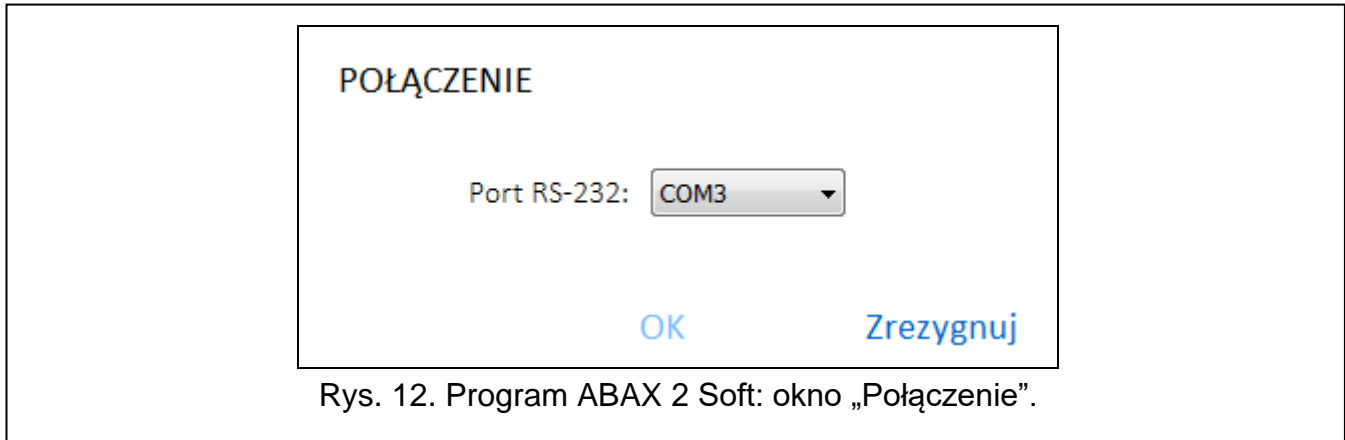 POŁĄCZENIE
Port RS-232: COM3
OK Zrezygnuj
Rys. 12. Program ABAX 2 Soft: okno „Połączenie”.